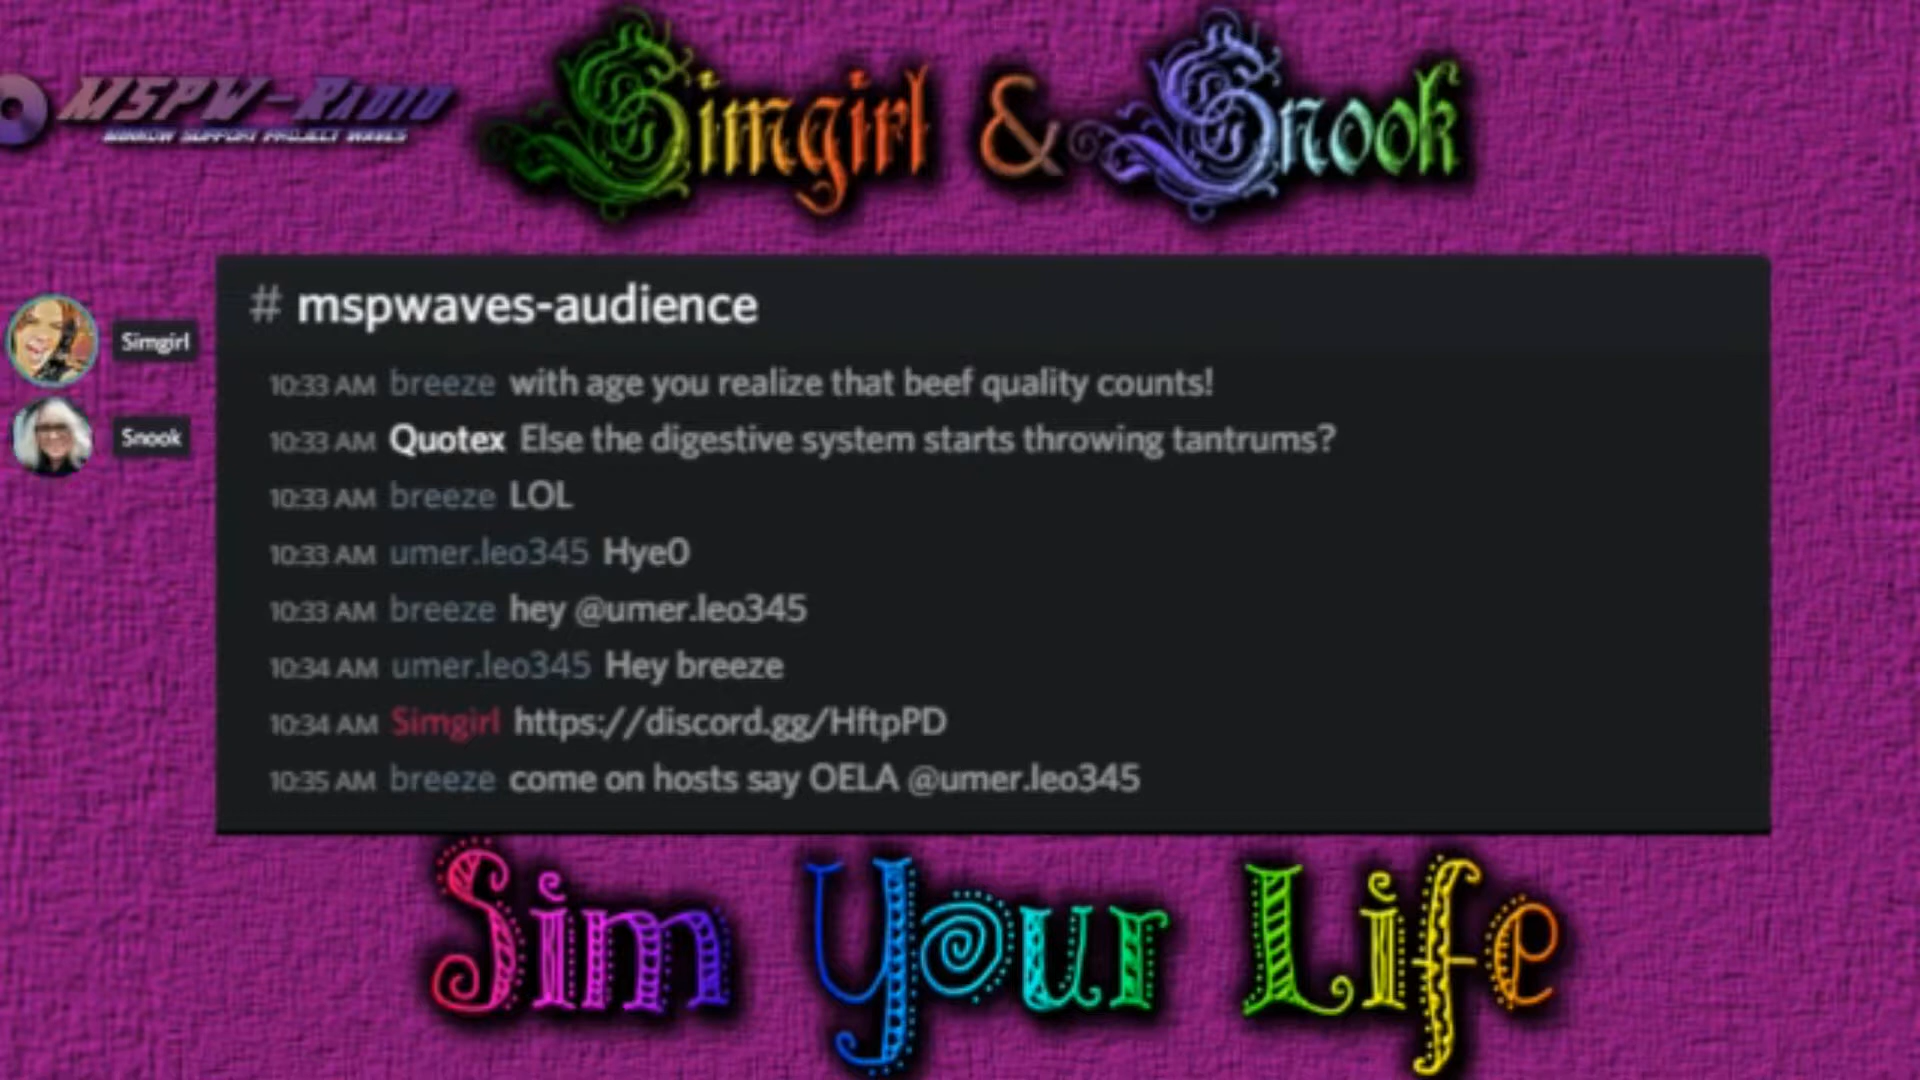 MSPW-Radio
MINNOW SUPPORT PROJECT WAVES
Simgirl & Snook
# mspwaves-audience
Simgirl
Snook
10:33 AM breeze with age you realize that beef quality counts!
10:33 AM Quotex Else the digestive system starts throwing tantrums?
10:33 AM breeze LOL
10:33 AM umer.leo345 Hye0
10:33 AM breeze hey @umer.leo345
10:34 AM umer.leo345 Hey breeze
10:34 AM Simgirl https://discord.gg/HftpPD
10:35 AM breeze come on hosts say OELA @umer.leo345
Sim Your Life